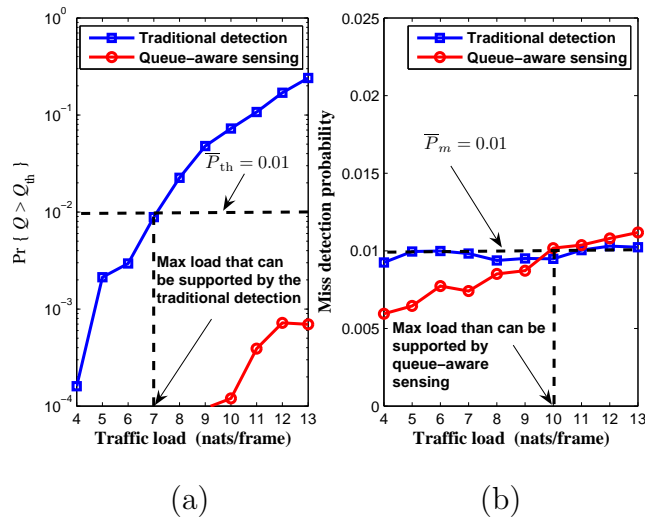 Traditional detection
Queue-aware sensing
10^0
10^-1
10^-2
10^-3
10^-4
Pr { Q > Q_th }
P̅_th = 0.01
Max load that can
be supported by the
traditional detection
4 5 6 7 8 9 10 11 12 13
Traffic load (nats/frame)
(a)
Traditional detection
Queue-aware sensing
0.025
0.02
0.015
0.01
0.005
0
Miss detection probability
P̅_m = 0.01
Max load than can be
supported by
queue-aware
sensing
4 5 6 7 8 9 10 11 12 13
Traffic load (nats/frame)
(b)